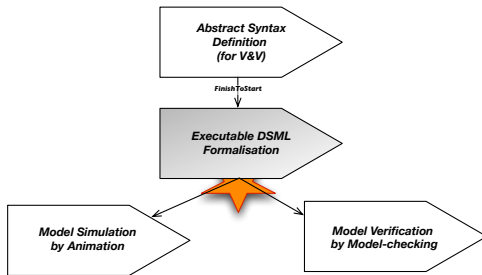 Abstract Syntax
Definition
(for V&V)
FinishToStart
Executable DSML
Formalisation
Model Simulation
by Animation
Model Verification
by Model-checking